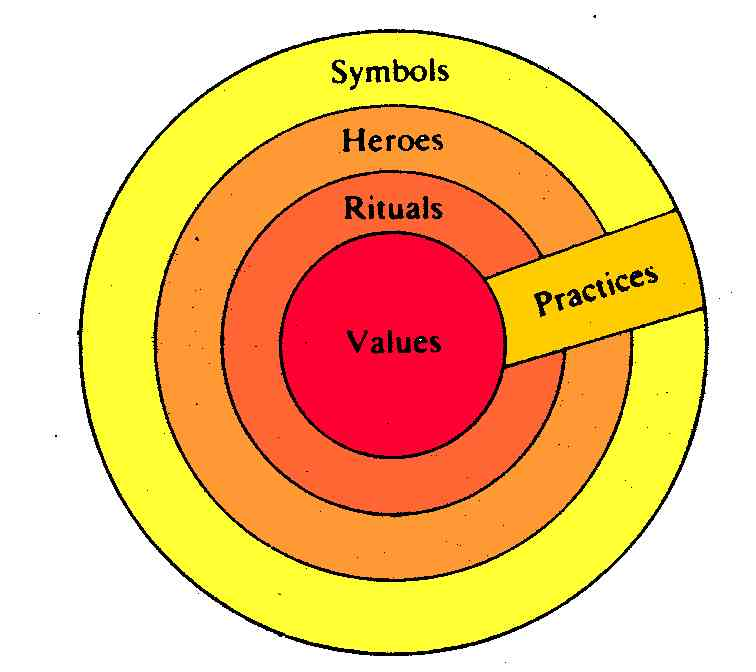 Symbols
Heroes
Rituals
Practices
Values